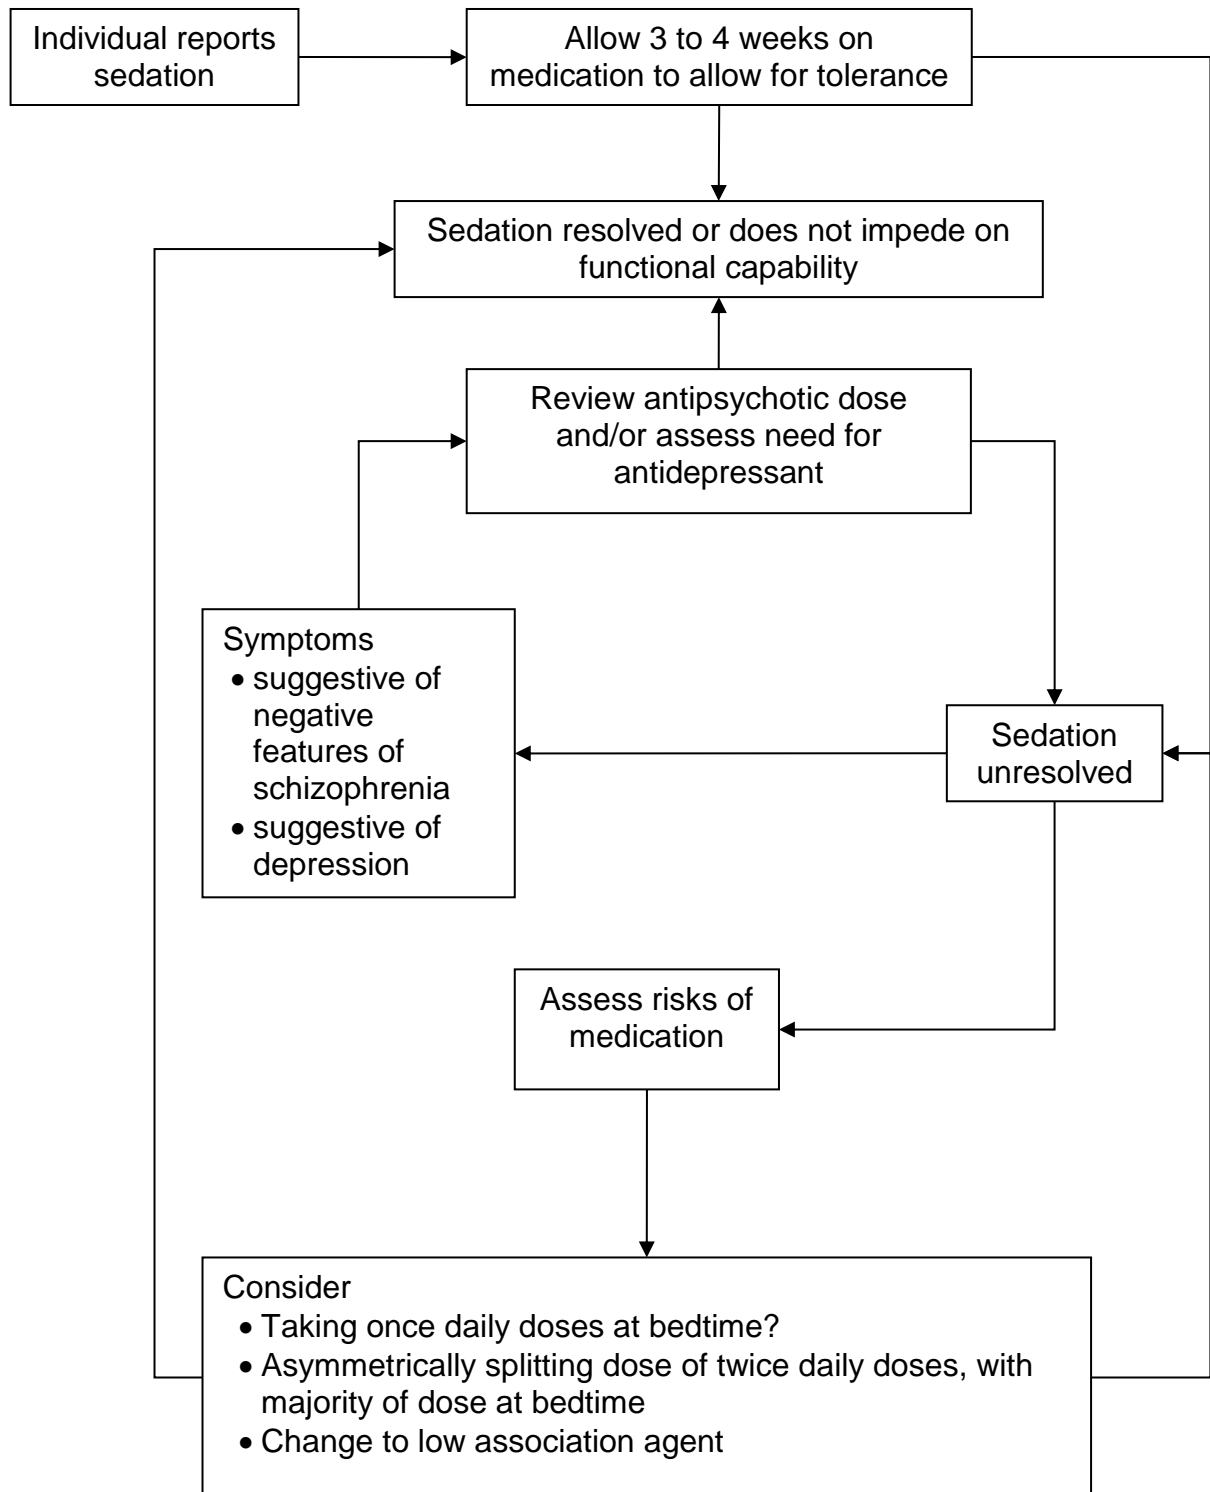 Individual reports
sedation
Allow 3 to 4 weeks on
medication to allow for tolerance
Sedation resolved or does not impede on
functional capability
Review antipsychotic dose
and/or assess need for
antidepressant
Symptoms
• suggestive of
negative
features of
schizophrenia
• suggestive of
depression
Sedation
unresolved
Assess risks of
medication
Consider
• Taking once daily doses at bedtime?
• Asymmetrically splitting dose of twice daily doses, with
majority of dose at bedtime
• Change to low association agent